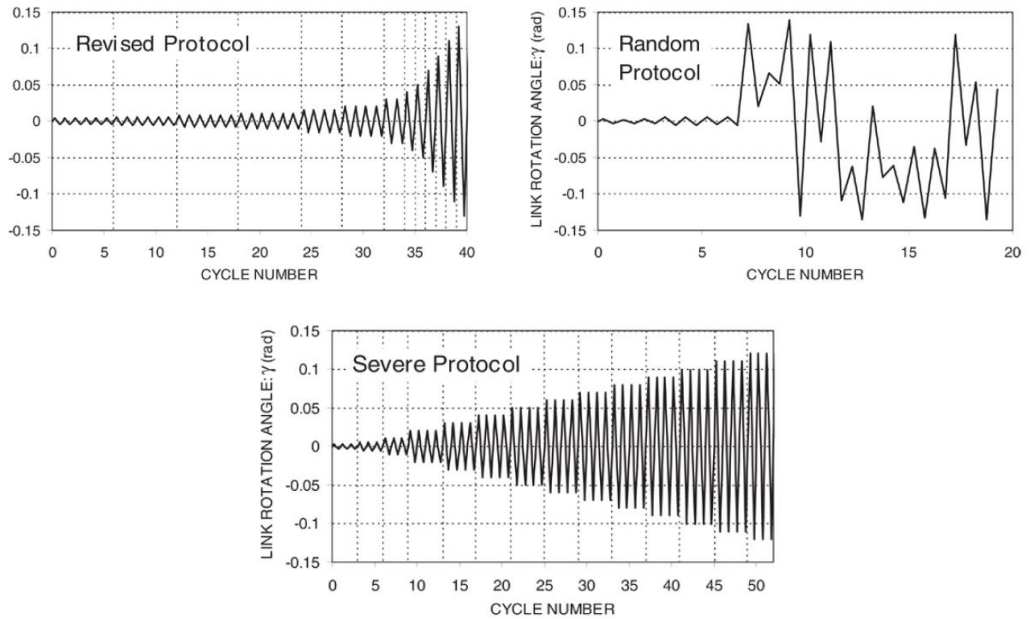 0.15
0.1
0.05
0
-0.05
-0.1
-0.15
Revised Protocol
0 5 10 15 20 25 30 35 40
CYCLE NUMBER
LINK ROTATION ANGLE: γ (rad)
0.15
0.1
0.05
0
-0.05
-0.1
-0.15
Random
Protocol
0 5 10 15 20
CYCLE NUMBER
LINK ROTATION ANGLE: γ (rad)
0.15
0.1
0.05
0
-0.05
-0.1
-0.15
Severe Protocol
0 5 10 15 20 25 30 35 40 45 50
CYCLE NUMBER